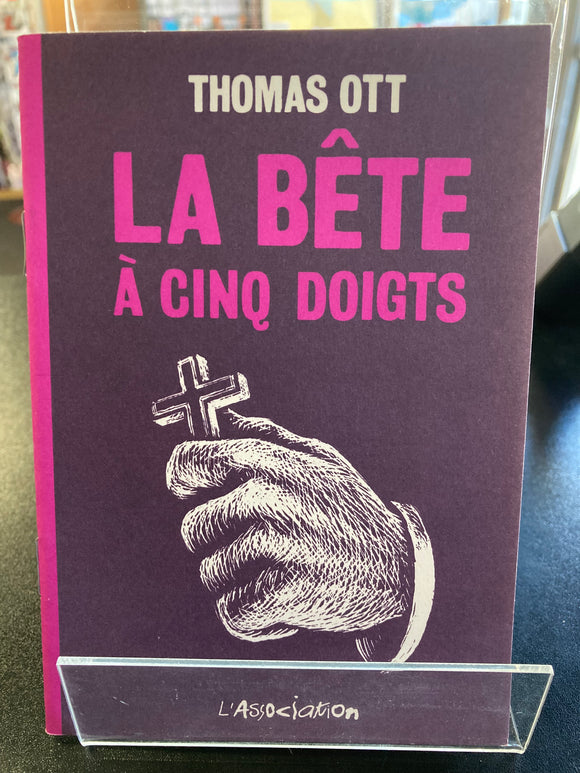 THOMAS OTT
LA BÊTE
À CINQ DOIGTS
L'ASSOCIATION